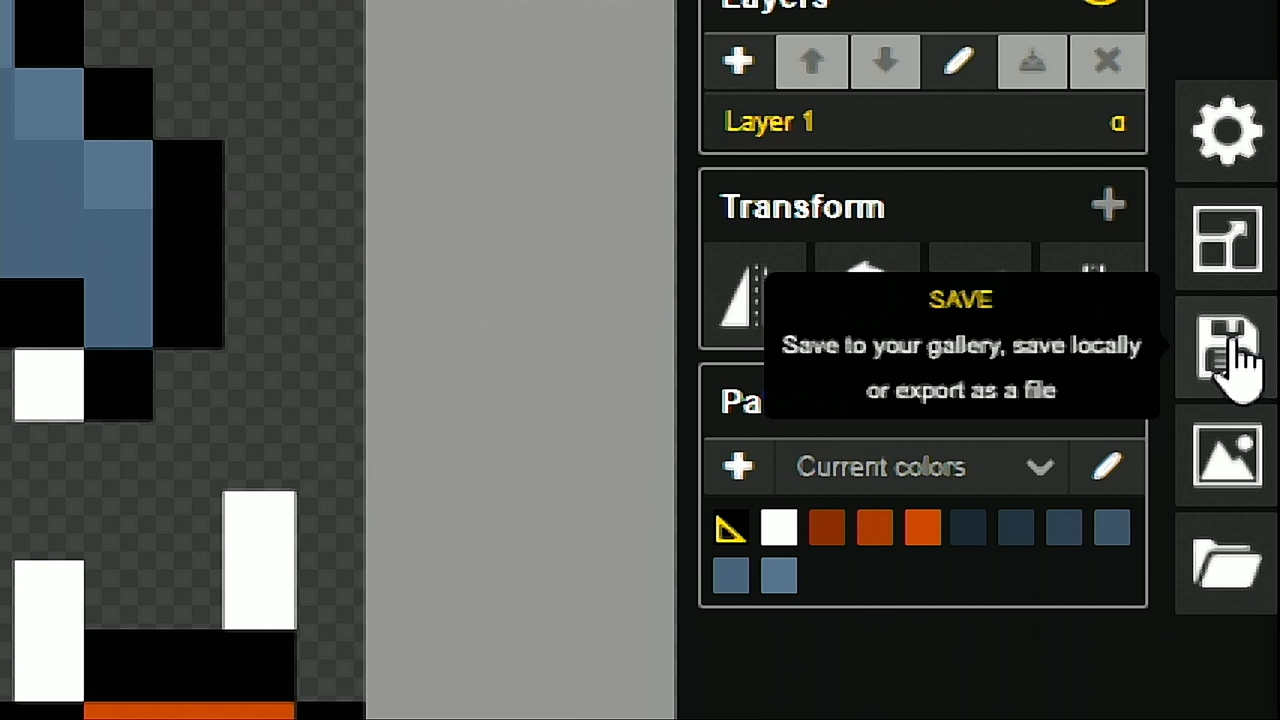 Layers
Layer 1
α
Transform
SAVE
Save to your gallery, save locally
or export as a file
Pa
Current colors